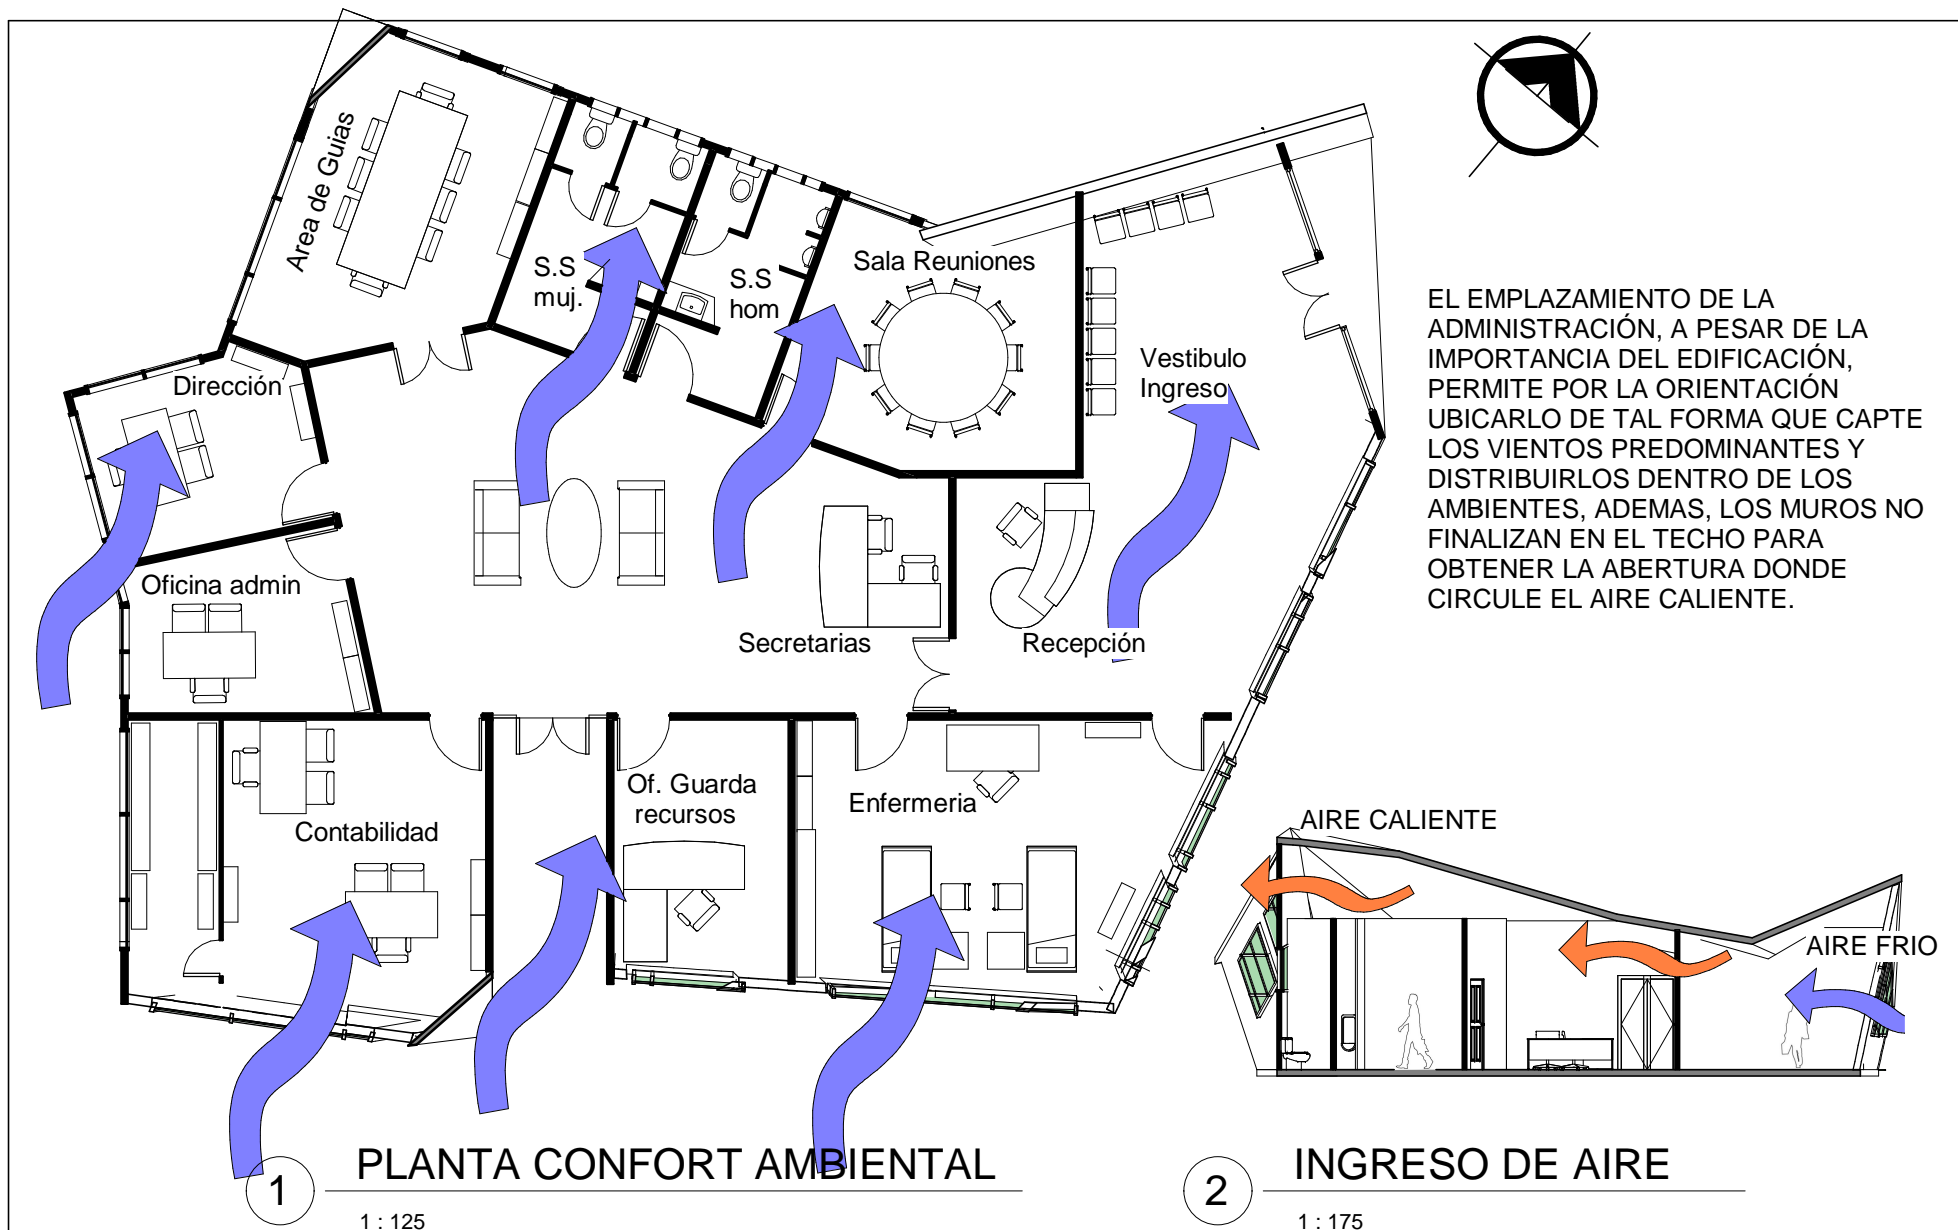 Area de Guias
S.S
muj.
S.S
hom
Sala Reuniones
Vestibulo
Ingreso
Dirección
Oficina admin
Secretarias
Recepción
Contabilidad
Of. Guarda
recursos
Enfermeria
EL EMPLAZAMIENTO DE LA
ADMINISTRACIÓN, A PESAR DE LA
IMPORTANCIA DEL EDIFICACIÓN,
PERMITE POR LA ORIENTACIÓN
UBICARLO DE TAL FORMA QUE CAPTE
LOS VIENTOS PREDOMINANTES Y
DISTRIBUIRLOS DENTRO DE LOS
AMBIENTES, ADEMAS, LOS MUROS NO
FINALIZAN EN EL TECHO PARA
OBTENER LA ABERTURA DONDE
CIRCULE EL AIRE CALIENTE.
AIRE CALIENTE
AIRE FRIO
1
PLANTA CONFORT AMBIENTAL
1 : 125
2
INGRESO DE AIRE
1 : 175